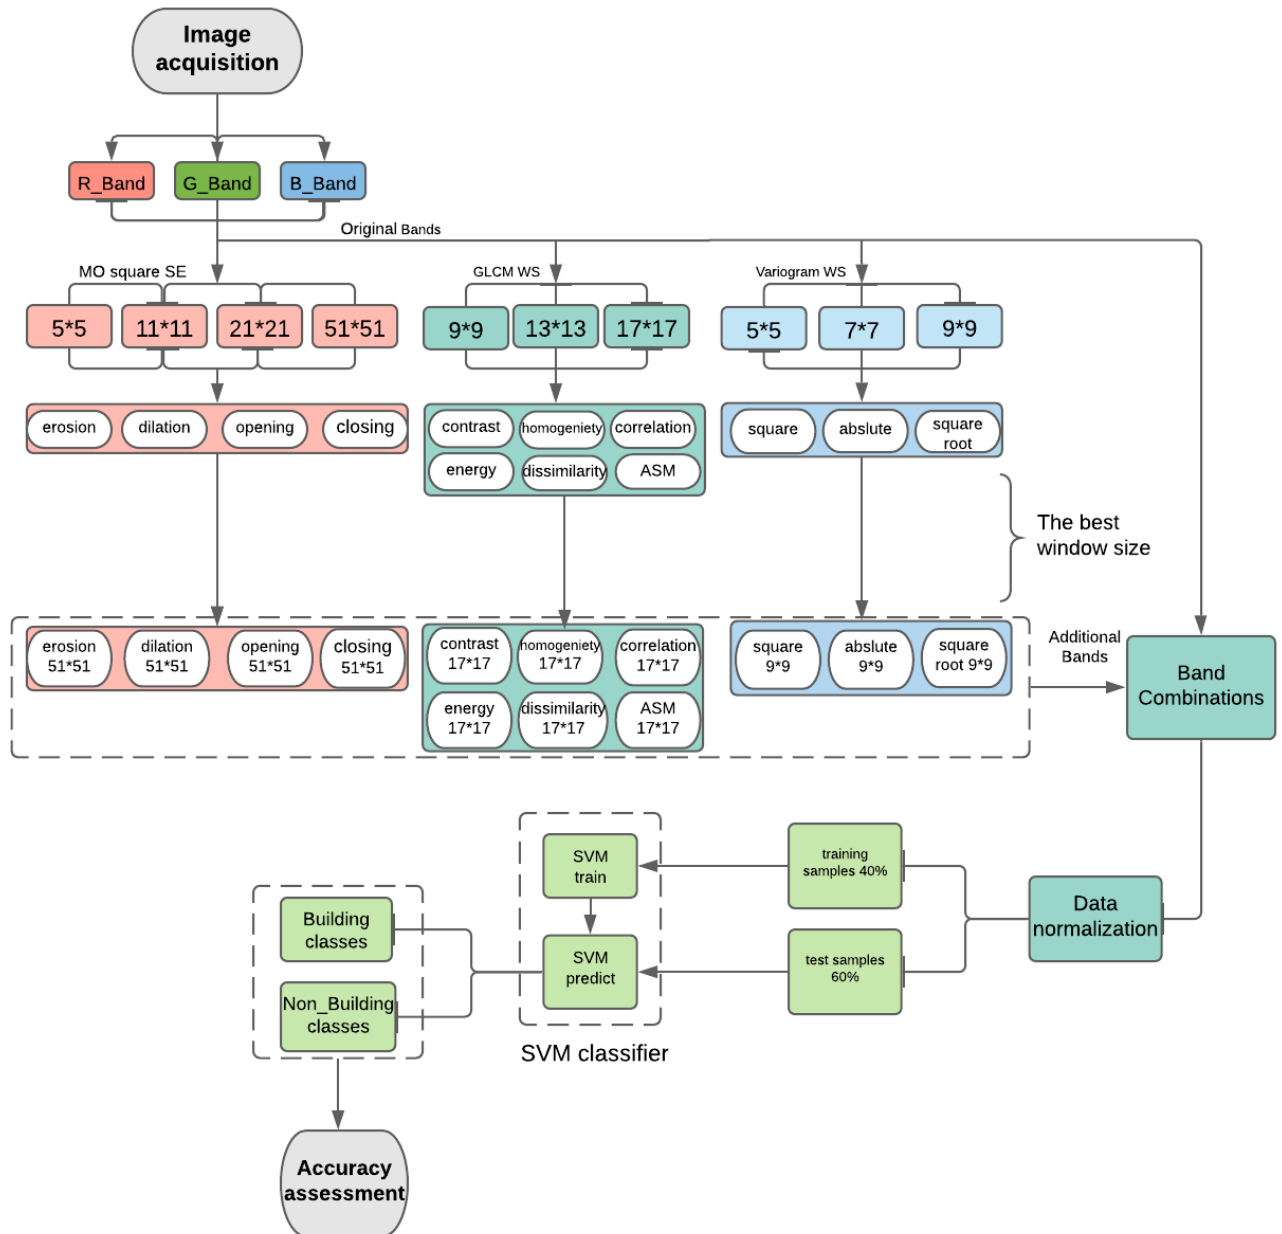 Image
acquisition
R_Band
G_Band
B_Band
Original Bands
MO square SE
GLCM WS
Variogram WS
5*5
11*11
21*21
51*51
9*9
13*13
17*17
5*5
7*7
9*9
erosion
dilation
opening
closing
contrast
homogeniety
correlation
energy
dissimilarity
ASM
square
abslute
square
root
The best
window size
erosion
51*51
dilation
51*51
opening
51*51
closing
51*51
contrast
17*17
homogeniety
17*17
correlation
17*17
energy
17*17
dissimilarity
17*17
ASM
17*17
square
9*9
abslute
9*9
square
root 9*9
Additional
Bands
Band
Combinations
Data
normalization
training
samples 40%
test samples
60%
SVM
train
SVM
predict
SVM classifier
Building
classes
Non_Building
classes
Accuracy
assessment